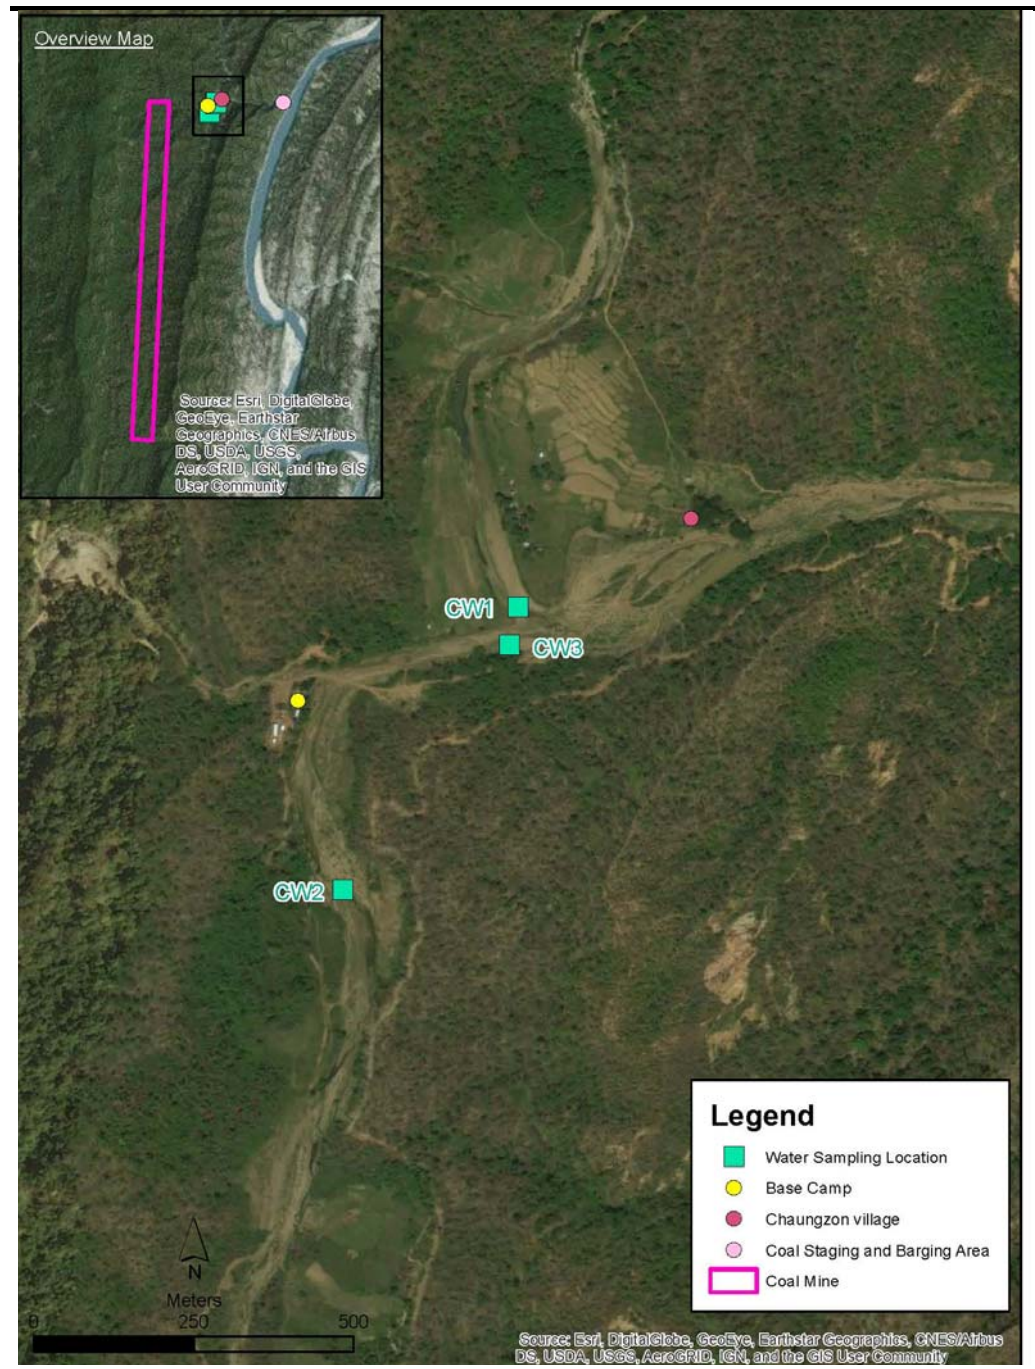 Overview Map
Source: Esri, DigitalGlobe,
GeoEye, Earthstar
Geographics, CNES/Airbus
DS, USDA, USGS,
AeroGRID, IGN, and the GIS
User Community
CW1
CW3
CW2
Legend
Water Sampling Location
Base Camp
Chaungzon village
Coal Staging and Barging Area
Coal Mine
N
Meters
0 250 500
Source: Esri, DigitalGlobe, GeoEye, Earthstar Geographics, CNES/Airbus
DS, USDA, USGS, AeroGRID, IGN, and the GIS User Community